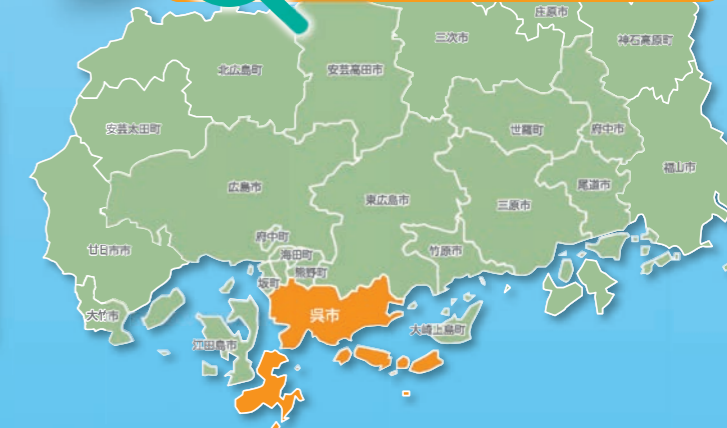 庄原市
三次市
神石高原町
北広島町
安芸高田市
安芸太田町
世羅町
府中市
福山市
広島市
東広島市
尾道市
三原市
府中町
廿日市市
海田町
竹原市
熊野町
坂町
大竹市
呉市
大崎上島町
江田島市